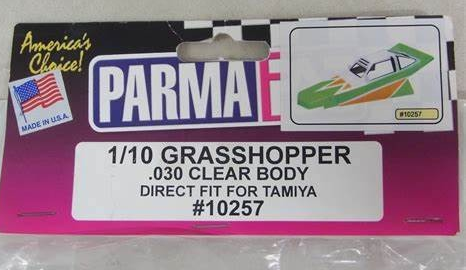 America's
Choice!
MADE IN U.S.A.
PARMA
#10257
1/10 GRASSHOPPER
.030 CLEAR BODY
DIRECT FIT FOR TAMIYA
#10257